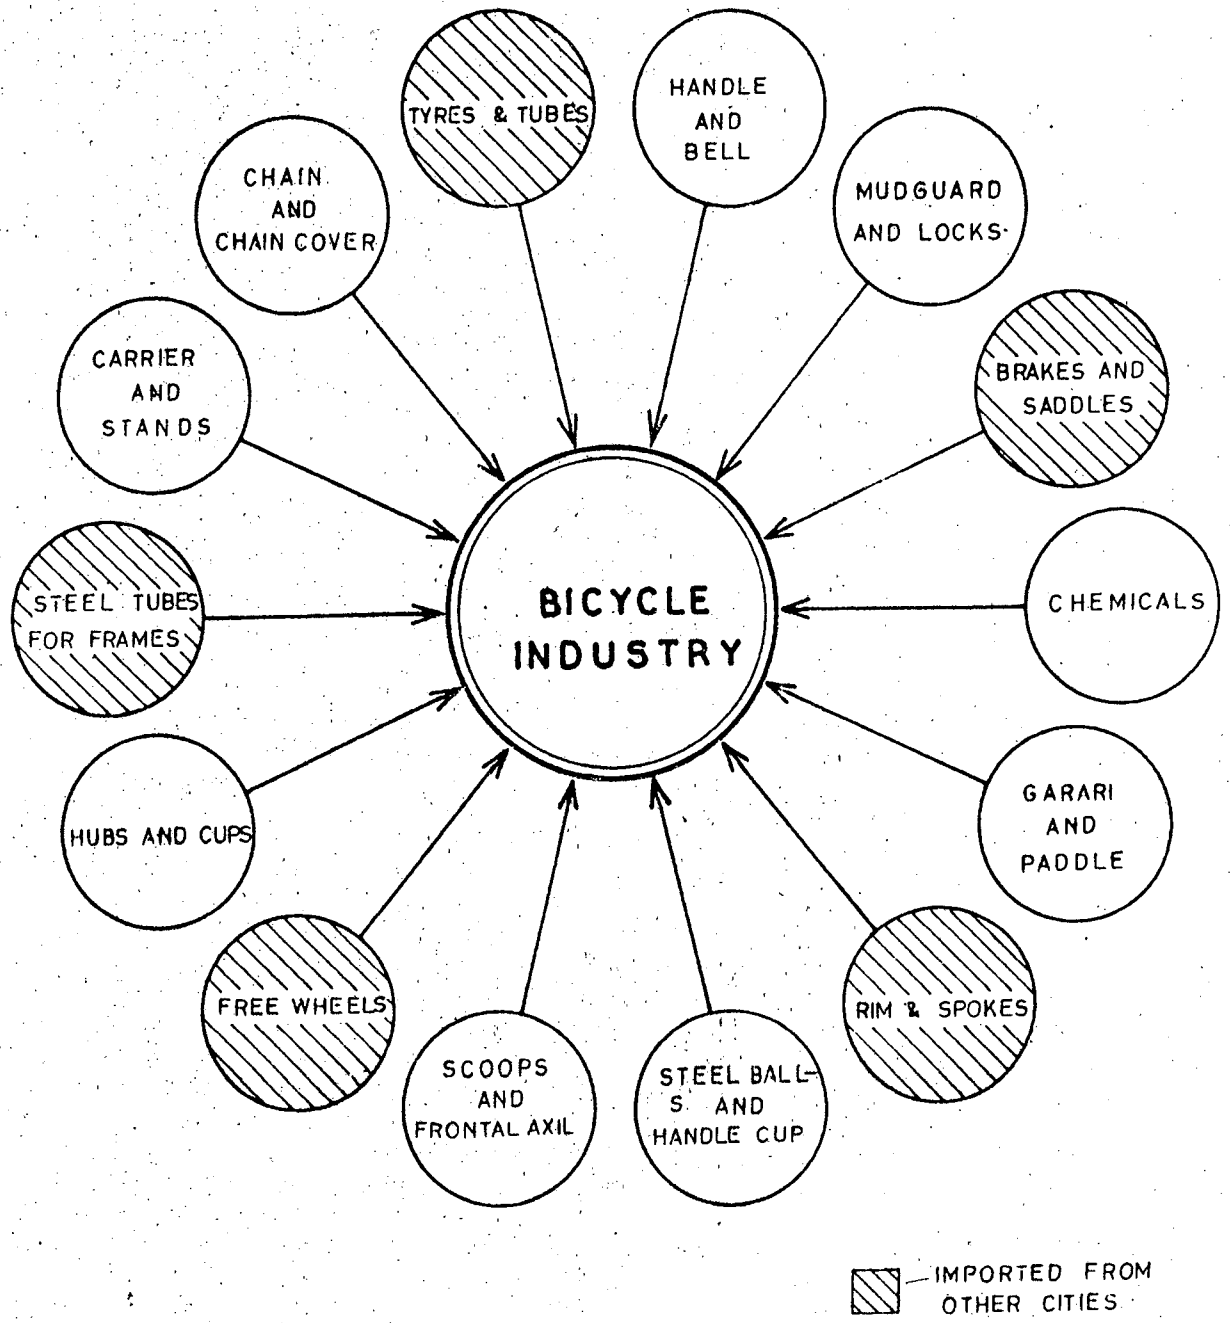 TYRES & TUBES
HANDLE
AND
BELL
CHAIN
AND
CHAIN COVER
MUDGUARD
AND LOCKS
CARRIER
AND
STANDS
BRAKES AND
SADDLES
STEEL TUBES
FOR FRAMES
BICYCLE
INDUSTRY
CHEMICALS
HUBS AND CUPS
GARARI
AND
PADDLE
FREE WHEELS
RIM & SPOKES
SCOOPS
AND
FRONTAL AXIL
STEEL BALL-
S AND
HANDLE CUP
IMPORTED FROM
OTHER CITIES